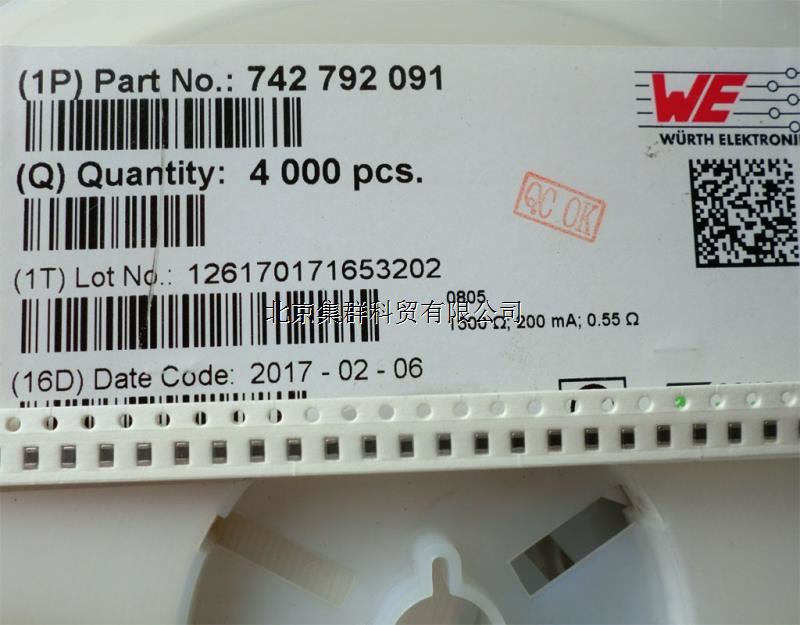 (1P) Part No.: 742 792 091
WE
WÜRTH ELEKTRONI
(Q) Quantity: 4 000 pcs.
QC OK
(1T) Lot No.: 126170171653202
0805,
北京集群科贸有限公司
1500 Ω; 200 mA; 0.55 Ω
(16D) Date Code: 2017 - 02 - 06